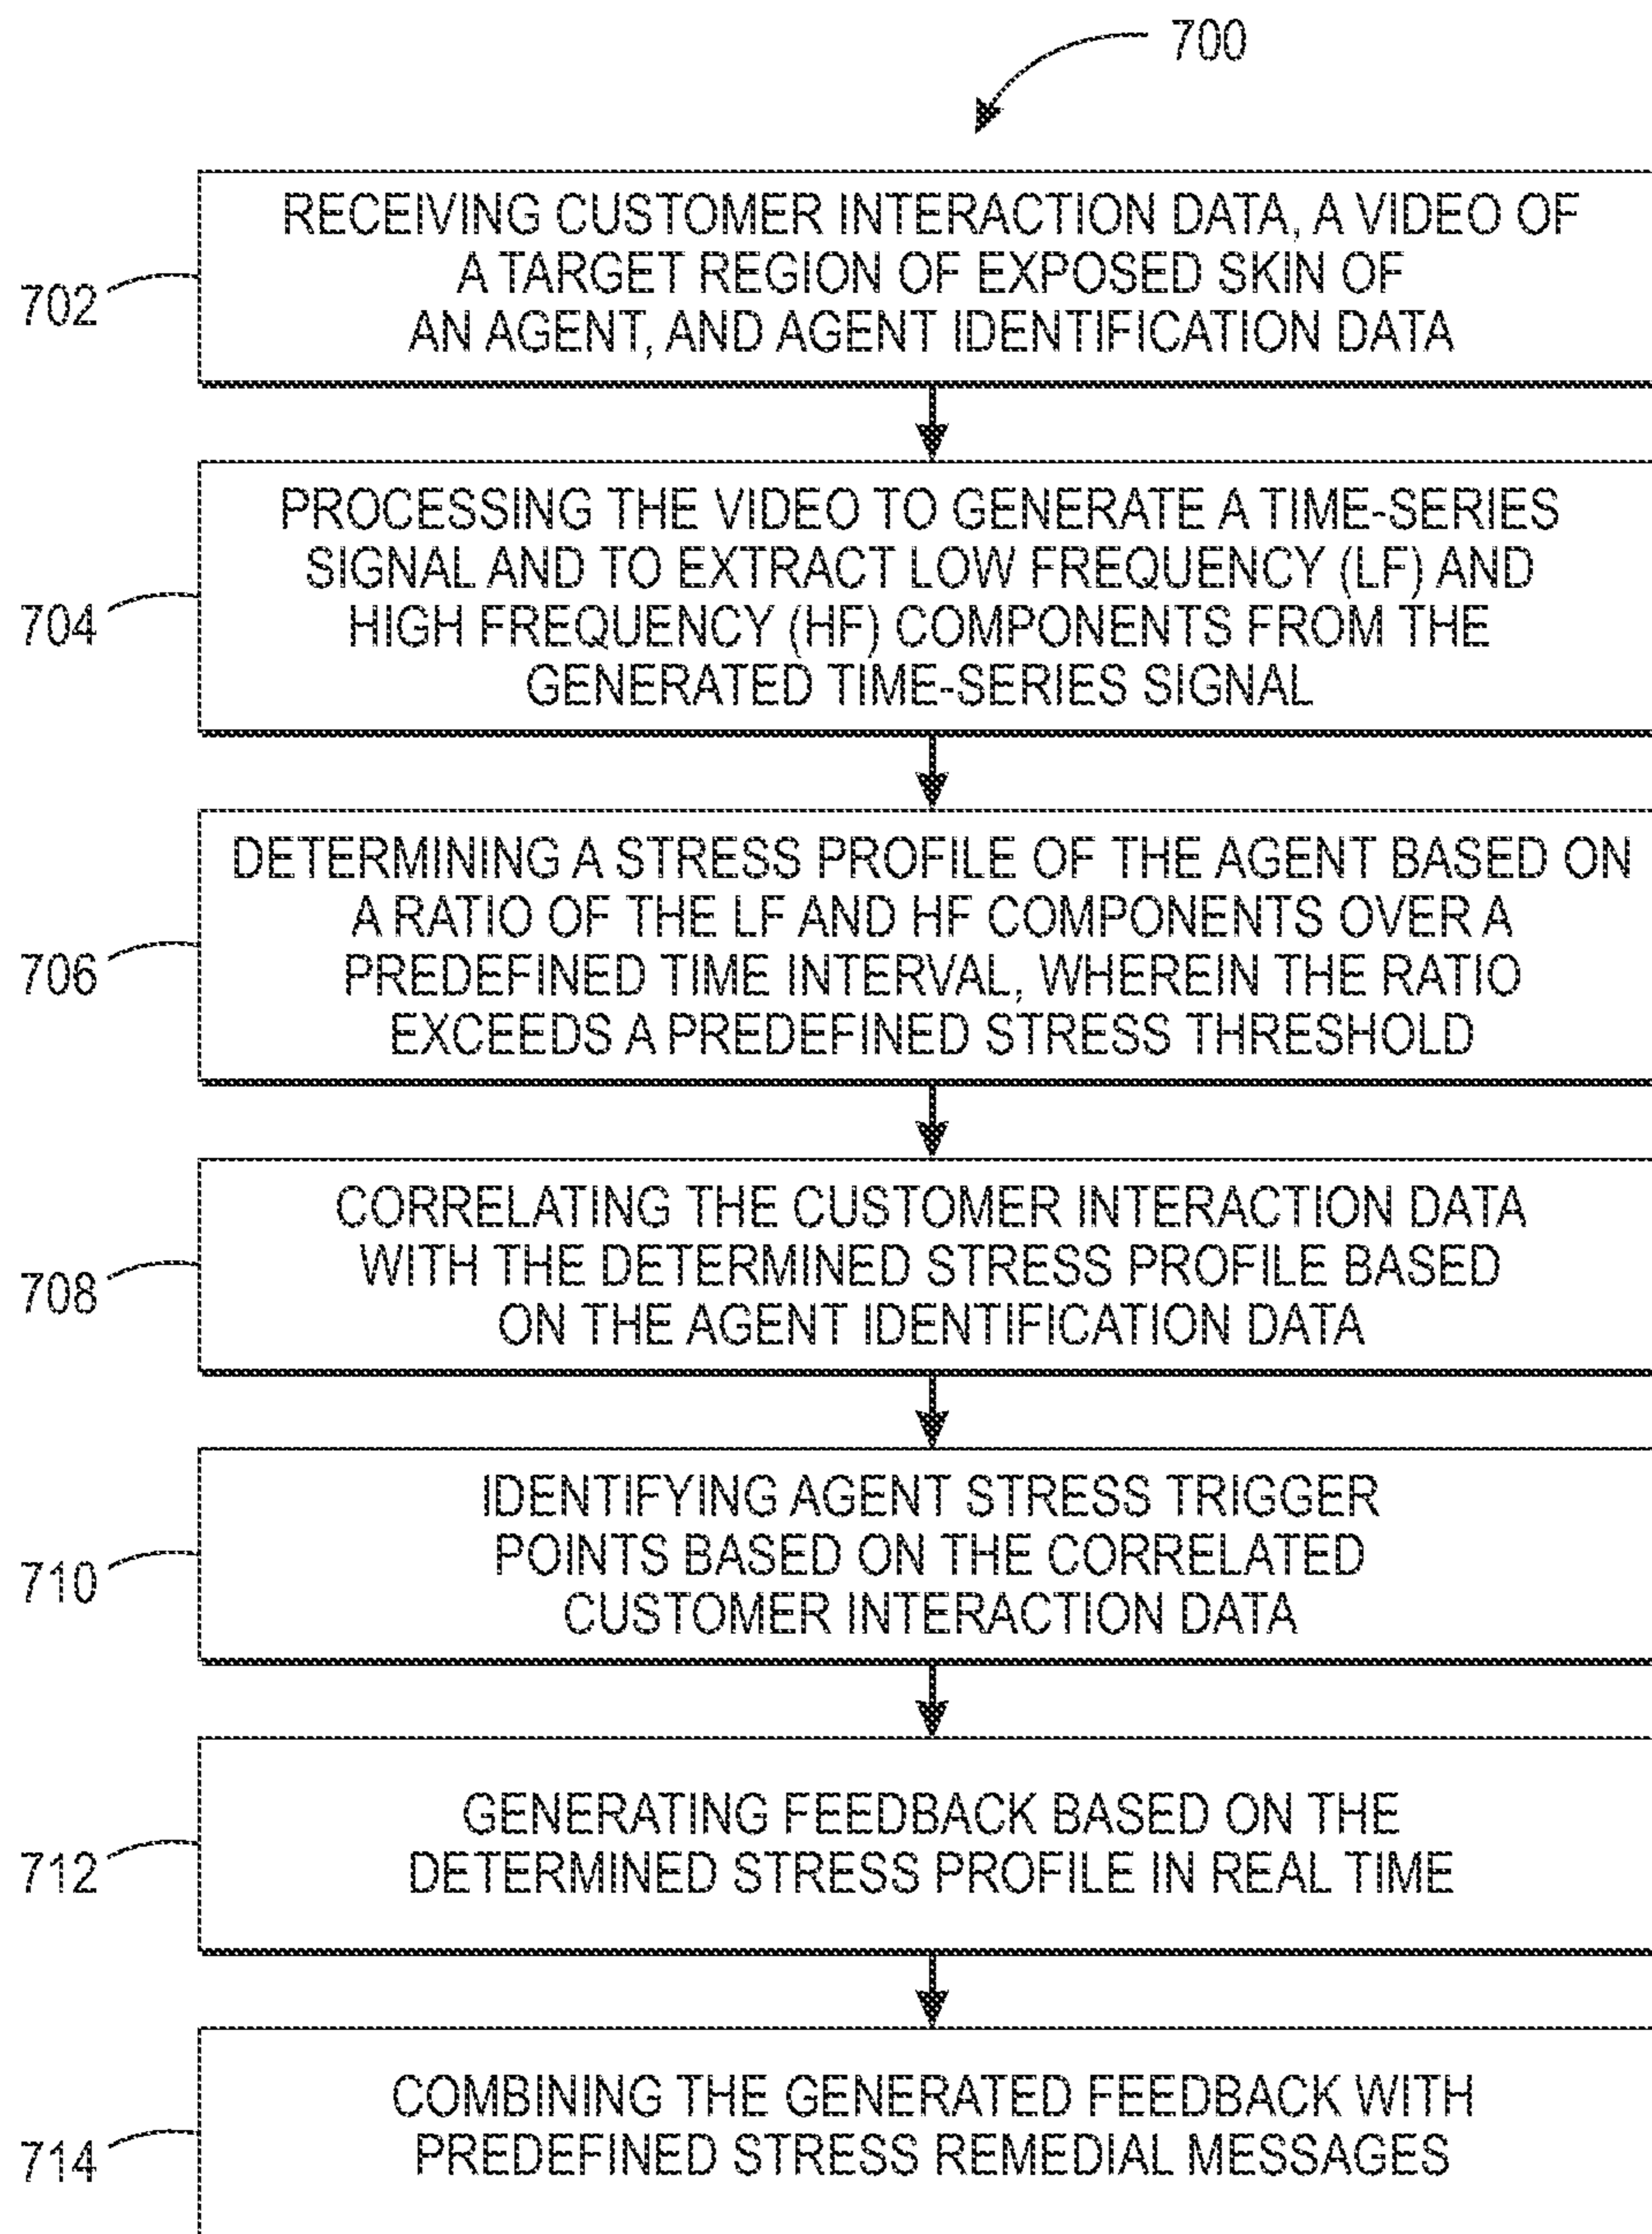 700
702
RECEIVING CUSTOMER INTERACTION DATA, A VIDEO OF
A TARGET REGION OF EXPOSED SKIN OF
AN AGENT, AND AGENT IDENTIFICATION DATA
704
PROCESSING THE VIDEO TO GENERATE A TIME-SERIES
SIGNAL AND TO EXTRACT LOW FREQUENCY (LF) AND
HIGH FREQUENCY (HF) COMPONENTS FROM THE
GENERATED TIME-SERIES SIGNAL
706
DETERMINING A STRESS PROFILE OF THE AGENT BASED ON
A RATIO OF THE LF AND HF COMPONENTS OVER A
PREDEFINED TIME INTERVAL, WHEREIN THE RATIO
EXCEEDS A PREDEFINED STRESS THRESHOLD
708
CORRELATING THE CUSTOMER INTERACTION DATA
WITH THE DETERMINED STRESS PROFILE BASED
ON THE AGENT IDENTIFICATION DATA
710
IDENTIFYING AGENT STRESS TRIGGER
POINTS BASED ON THE CORRELATED
CUSTOMER INTERACTION DATA
712
GENERATING FEEDBACK BASED ON THE
DETERMINED STRESS PROFILE IN REAL TIME
714
COMBINING THE GENERATED FEEDBACK WITH
PREDEFINED STRESS REMEDIAL MESSAGES